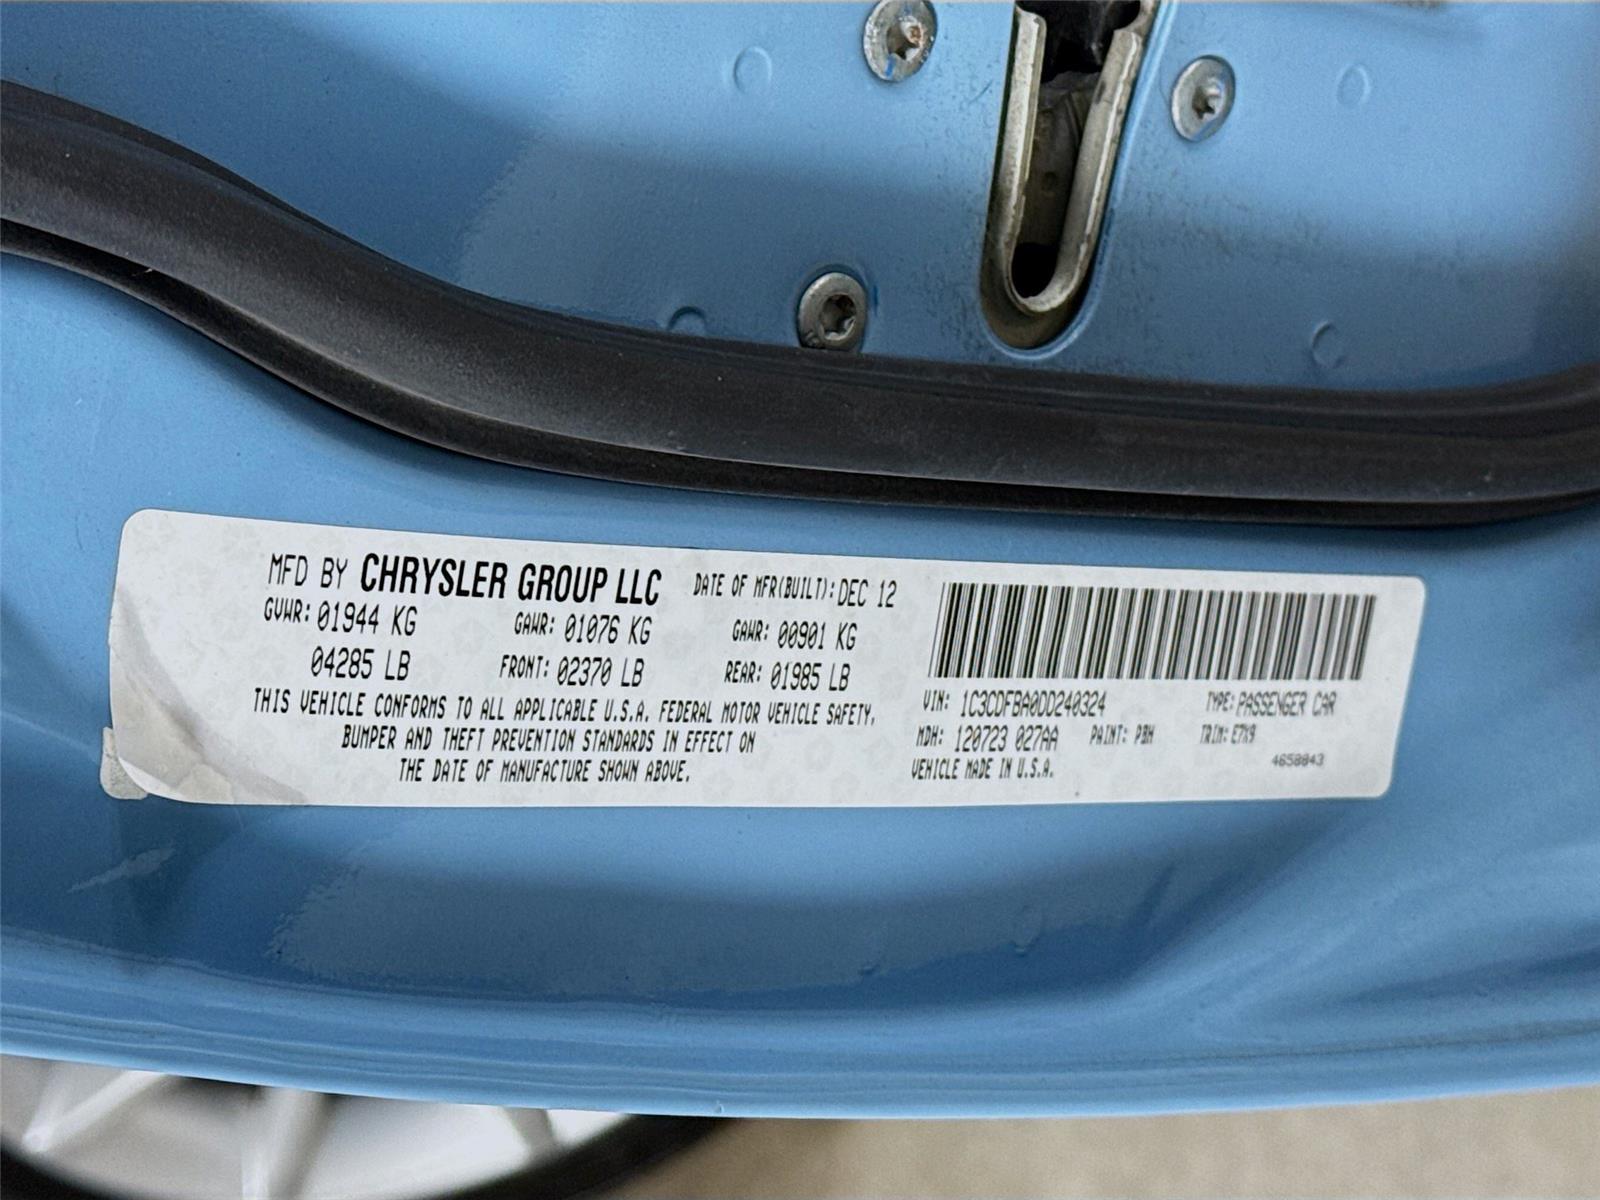 MFD BY CHRYSLER GROUP LLC DATE OF MFR(BUILT): DEC 12
GVWR: 01944 KG GAWR: 01076 KG GAWR: 00901 KG
04285 LB FRONT: 02370 LB REAR: 01985 LB
THIS VEHICLE CONFORMS TO ALL APPLICABLE U.S.A. FEDERAL MOTOR VEHICLE SAFETY,
BUMPER AND THEFT PREVENTION STANDARDS IN EFFECT ON
THE DATE OF MANUFACTURE SHOWN ABOVE.
VIN: 1C3CDFBA0DD240324 TYPE: PASSENGER CAR
MDH: 120723 027AA PAINT: PBM TRIM: E7X9
VEHICLE MADE IN U.S.A. 4658843